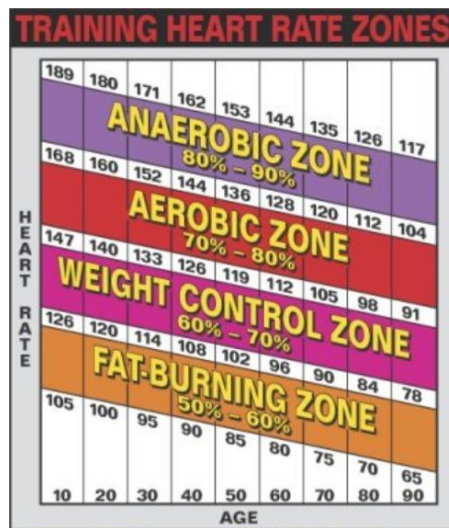 TRAINING HEART RATE ZONES
189 180 171 162 153 144 135 126 117
ANAEROBIC ZONE
80% - 90%
168 160 152 144 136 128 120 112 104
AEROBIC ZONE
70% - 80%
147 140 133 126 119 112 105 98 91
WEIGHT CONTROL ZONE
60% - 70%
126 120 114 108 102 96 90 84 78
FAT-BURNING ZONE
50% - 60%
105 100 95 90 85 80 75 70 65
10 20 30 40 50 60 70 80 90
AGE
HEART RATE